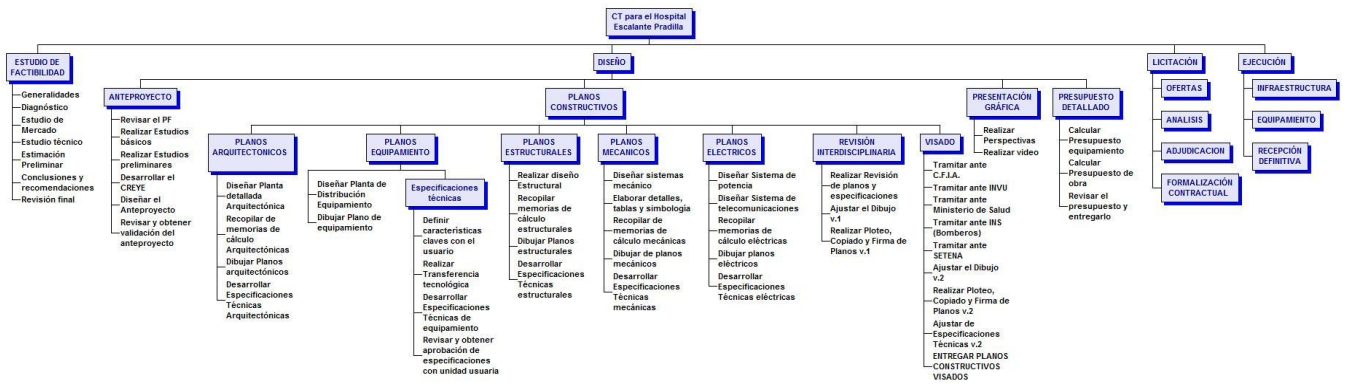 CT para el Hospital
Escalante Pradilla
ESTUDIO DE
FACTIBILIDAD
Generalidades
Diagnóstico
Estudio de
Mercado
Estudio técnico
Estimación
Preliminar
Conclusiones y
recomendaciones
Revisión final
DISEÑO
ANTEPROYECTO
Revisar el PF
Realizar Estudios
básicos
Realizar Estudios
preliminares
Desarrollar el
CREYE
Diseñar el
Anteproyecto
Revisar y obtener
validación del
anteproyecto
PLANOS
CONSTRUCTIVOS
PLANOS
ARQUITECTONICOS
Diseñar Planta
detallada
Arquitectónica
Recopilar de
memorias de
cálculo
Arquitectónicas
Dibujar Planos
arquitectónicos
Desarrollar
Especificaciones
Técnicas
Arquitectónicas
PLANOS
EQUIPAMIENTO
Diseñar Planta de
Distribución
Equipamiento
Dibujar Plano de
equipamiento
Especificaciones
técnicas
Definir
características
claves con el
usuario
Realizar
Transferencia
tecnológica
Desarrollar
Especificaciones
Técnicas de
equipamiento
Revisar y obtener
aprobación de
especificaciones
con unidad usuaria
PLANOS
ESTRUCTURALES
Realizar diseño
Estructural
Recopilar
memorias de
cálculo
estructurales
Dibujar Planos
estructurales
Desarrollar
Especificaciones
Técnicas
estructurales
PLANOS
MECANICOS
Diseñar sistemas
mecánico
Elaborar detalles,
tablas y simbología
Recopilar de
memorias de
cálculo mecánicas
Dibujar de planos
mecánicos
Desarrollar
Especificaciones
Técnicas
mecánicas
PLANOS
ELECTRICOS
Diseñar Sistema de
potencia
Diseñar Sistema de
telecomunicaciones
Recopilar
memorias de
cálculo eléctricas
Dibujar planos
eléctricos
Desarrollar
Especificaciones
Técnicas eléctricas
REVISIÓN
INTERDISCIPLINARIA
Realizar Revisión
de planos y
especificaciones
Ajustar el Dibujo
v.1
Realizar Ploteo,
Copiado y Firma de
Planos v.1
VISADO
Tramitar ante
C.F.I.A.
Tramitar ante INVU
Tramitar ante
Ministerio de Salud
Tramitar ante INS
(Bomberos)
Tramitar ante
SETENA
Ajustar el Dibujo
v.2
Realizar Ploteo,
Copiado y Firma de
Planos v.2
Ajustar de
Especificaciones
Técnicas v.2
ENTREGAR PLANOS
CONSTRUCTIVOS
VISADOS
PRESENTACIÓN
GRÁFICA
Realizar
Perspectivas
Realizar video
PRESUPUESTO
DETALLADO
Calcular
Presupuesto
equipamiento
Calcular
Presupuesto de
obra
Revisar el
presupuesto y
entregarlo
LICITACIÓN
OFERTAS
ANALISIS
ADJUDICACION
FORMALIZACIÓN
CONTRACTUAL
EJECUCIÓN
INFRAESTRUCTURA
EQUIPAMIENTO
RECEPCIÓN
DEFINITIVA